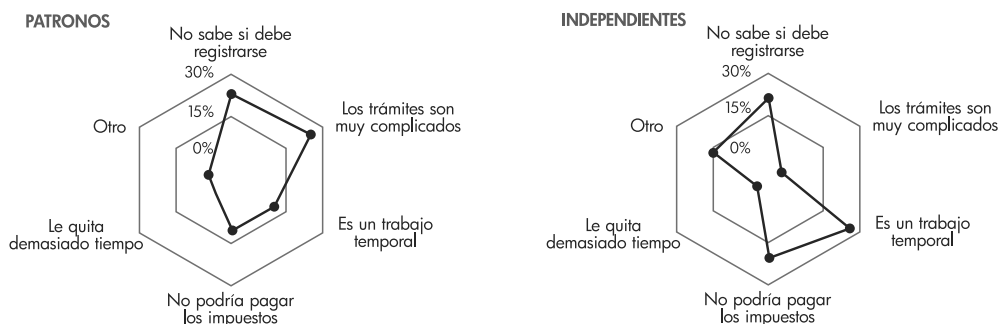 PATRONOS
No sabe si debe
registrarse
30%
15%
0%
Los trámites son
muy complicados
Otro
Le quita
demasiado tiempo
Es un trabajo
temporal
No podría pagar
los impuestos
INDEPENDIENTES
No sabe si debe
registrarse
30%
15%
0%
Los trámites son
muy complicados
Otro
Le quita
demasiado tiempo
Es un trabajo
temporal
No podría pagar
los impuestos